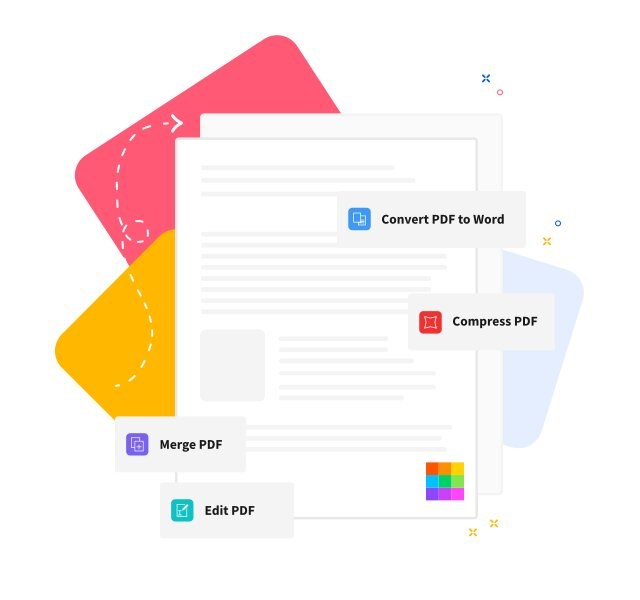 Convert PDF to Word
Compress PDF
Merge PDF
Edit PDF